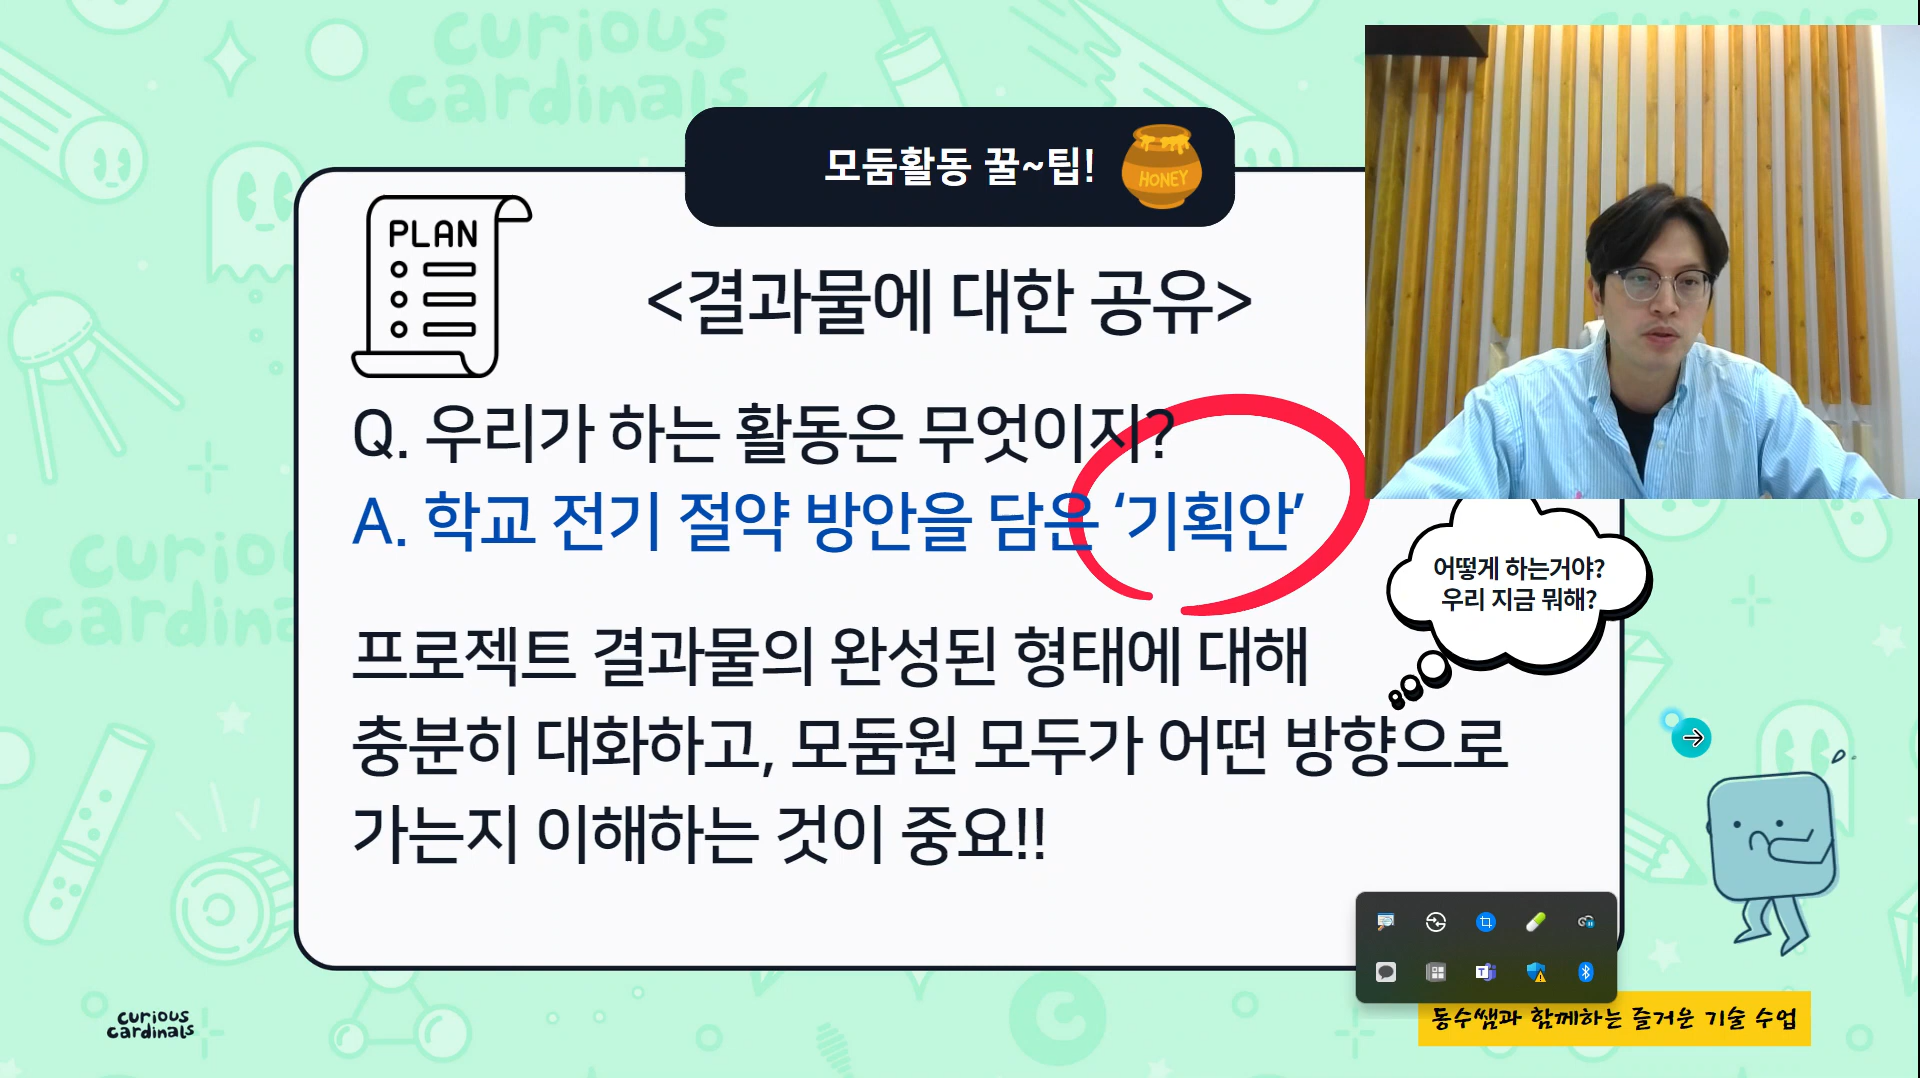 curious
cardinals
모둠활동 꿀~팁!
HONEY
PLAN
<결과물에 대한 공유>
Q. 우리가 하는 활동은 무엇이지?
A. 학교 전기 절약 방안을 담은 ‘기획안’
어떻게 하는거야?
우리 지금 뭐해?
프로젝트 결과물의 완성된 형태에 대해
충분히 대화하고, 모둠원 모두가 어떤 방향으로
가는지 이해하는 것이 중요!!
curious
cardinals
curious
cardinals
동수쌤과 함께하는 즐거운 기술 수업